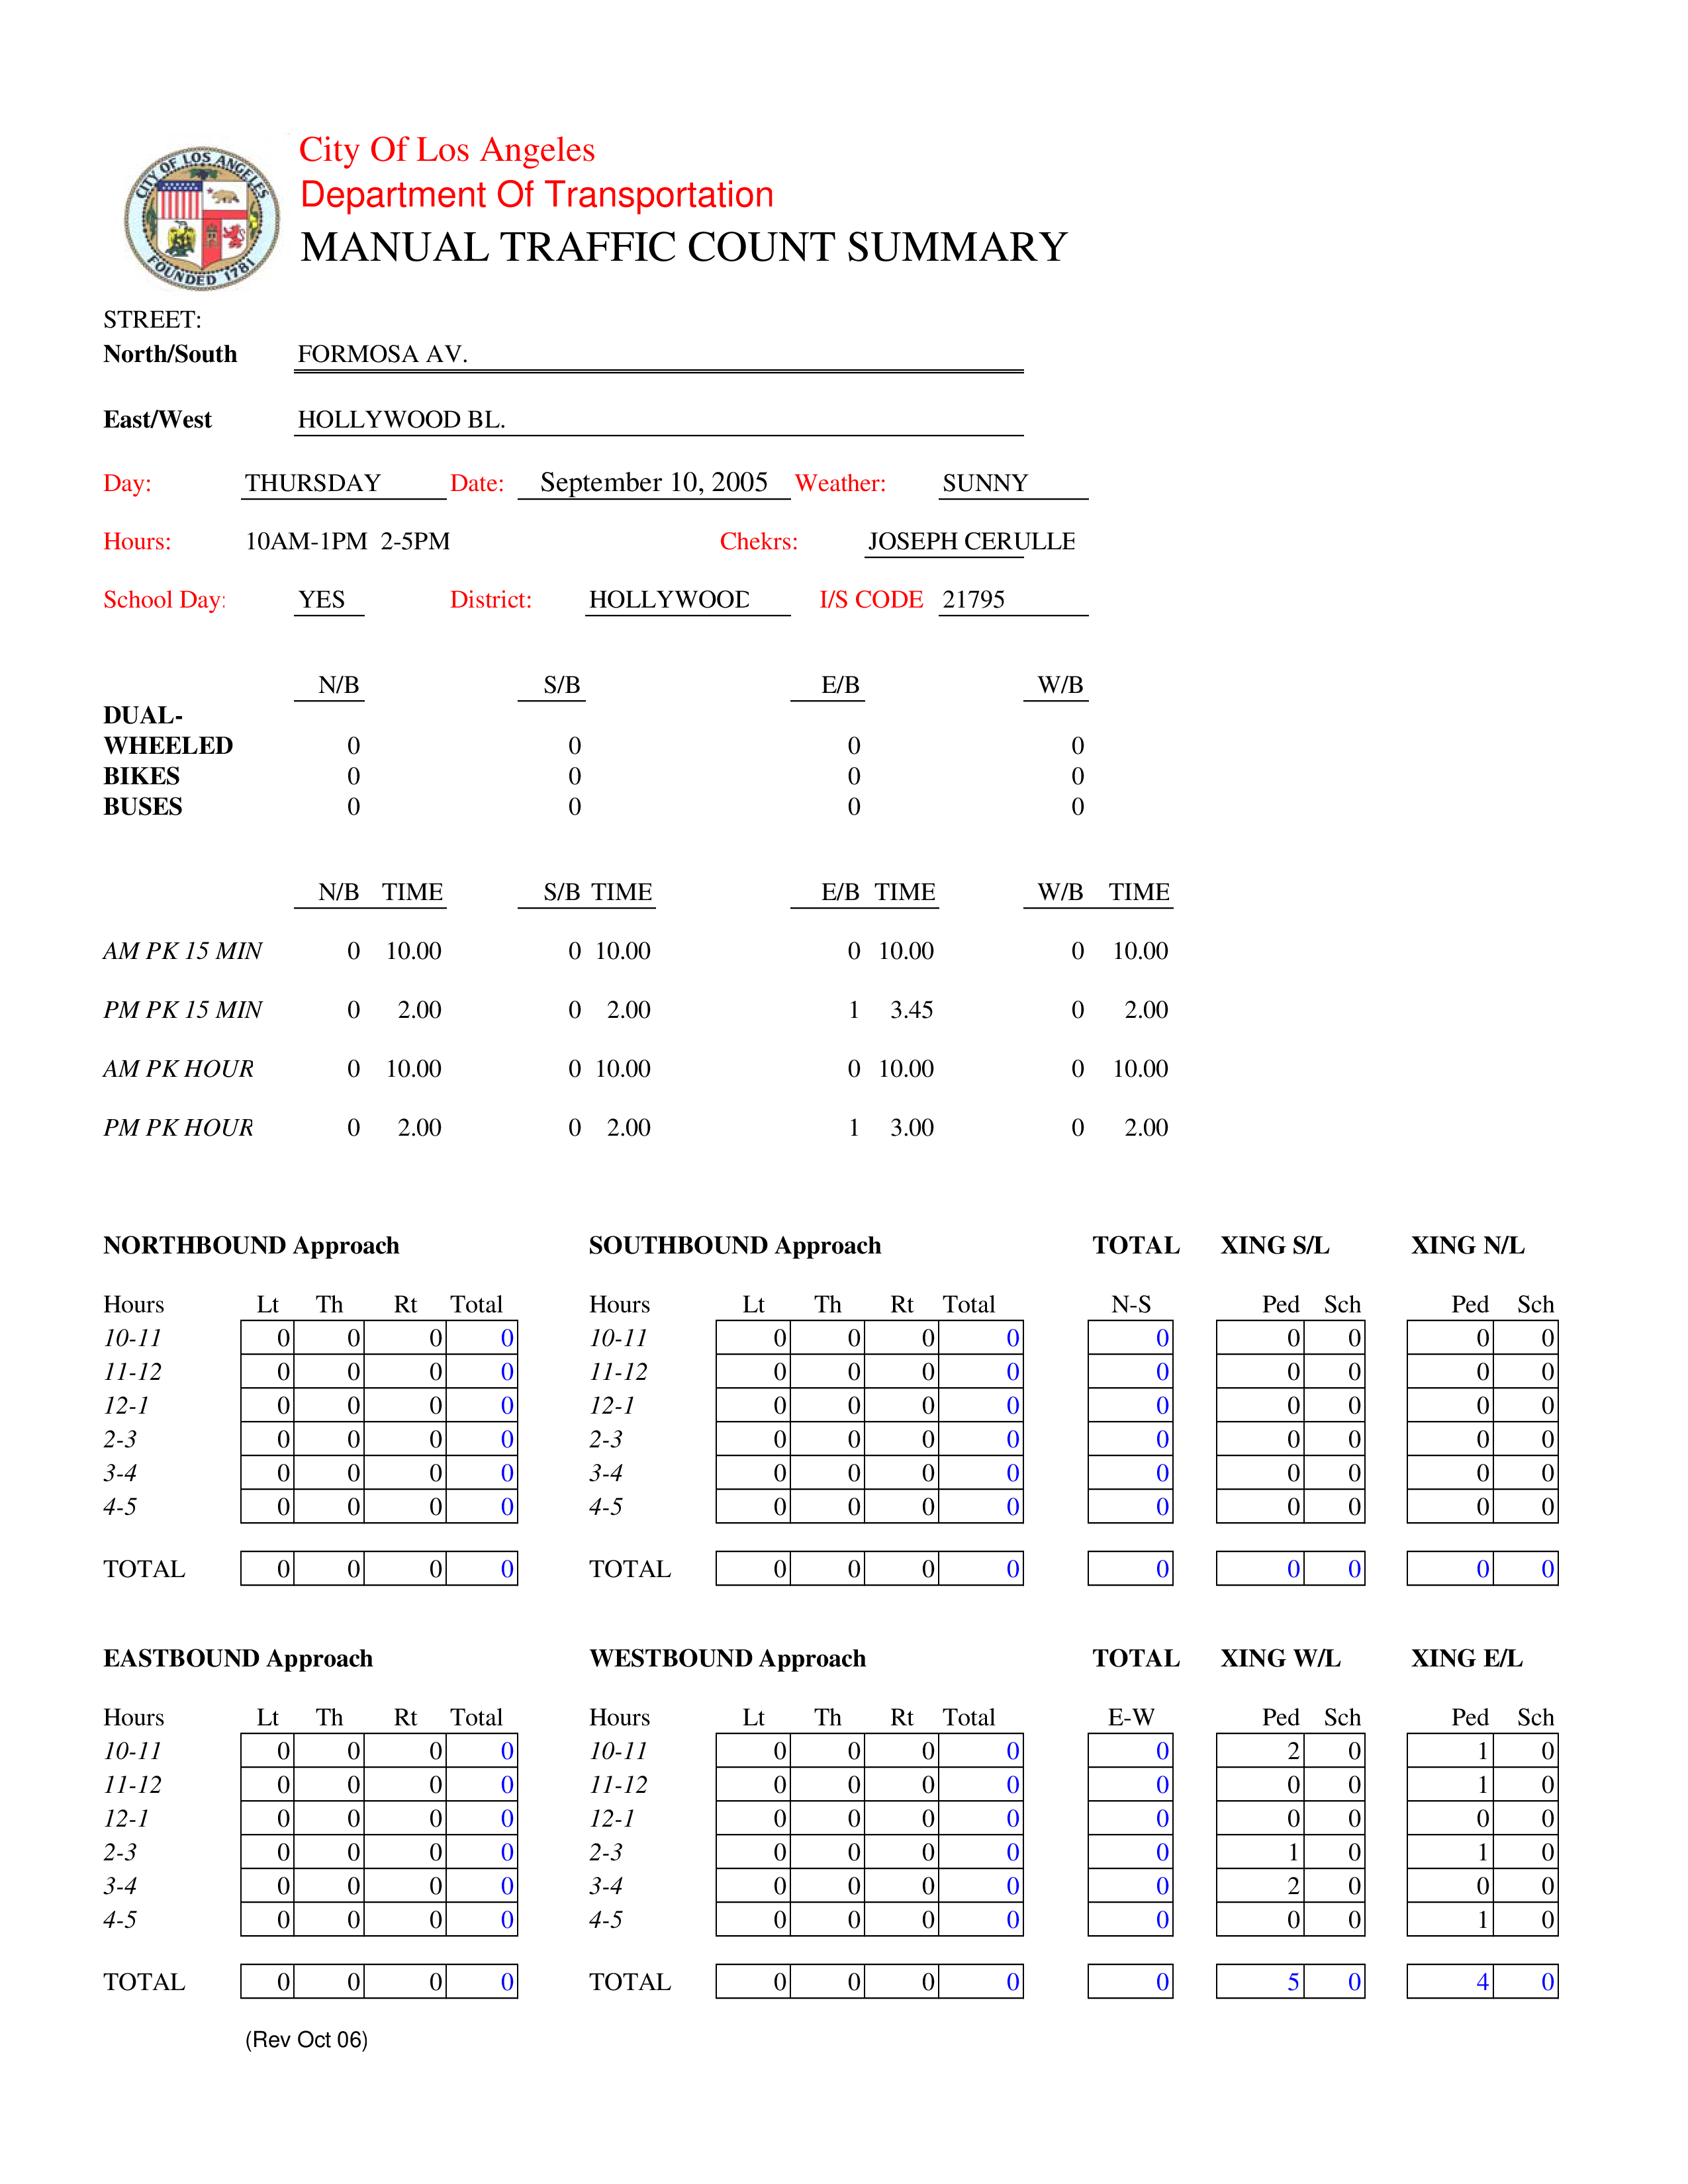 CITY OF LOS ANGELES
FOUNDED 1781
City Of Los Angeles
Department Of Transportation
MANUAL TRAFFIC COUNT SUMMARY
STREET:
North/South FORMOSA AV.
East/West HOLLYWOOD BL.
Day: THURSDAY Date: September 10, 2005 Weather: SUNNY
Hours: 10AM-1PM 2-5PM Chekrs: JOSEPH CERULLE
School Day: YES District: HOLLYWOOD I/S CODE 21795
N/B S/B E/B W/B
DUAL-
WHEELED 0 0 0 0
BIKES 0 0 0 0
BUSES 0 0 0 0
N/B TIME S/B TIME E/B TIME W/B TIME
AM PK 15 MIN 0 10.00 0 10.00 0 10.00 0 10.00
PM PK 15 MIN 0 2.00 0 2.00 1 3.45 0 2.00
AM PK HOUR 0 10.00 0 10.00 0 10.00 0 10.00
PM PK HOUR 0 2.00 0 2.00 1 3.00 0 2.00
NORTHBOUND Approach SOUTHBOUND Approach TOTAL XING S/L XING N/L
Hours Lt Th Rt Total Hours Lt Th Rt Total N-S Ped Sch Ped Sch
10-11 0 0 0 0 10-11 0 0 0 0 0 0 0 0 0
11-12 0 0 0 0 11-12 0 0 0 0 0 0 0 0 0
12-1 0 0 0 0 12-1 0 0 0 0 0 0 0 0 0
2-3 0 0 0 0 2-3 0 0 0 0 0 0 0 0 0
3-4 0 0 0 0 3-4 0 0 0 0 0 0 0 0 0
4-5 0 0 0 0 4-5 0 0 0 0 0 0 0 0 0
TOTAL 0 0 0 0 TOTAL 0 0 0 0 0 0 0 0 0
EASTBOUND Approach WESTBOUND Approach TOTAL XING W/L XING E/L
Hours Lt Th Rt Total Hours Lt Th Rt Total E-W Ped Sch Ped Sch
10-11 0 0 0 0 10-11 0 0 0 0 0 2 0 1 0
11-12 0 0 0 0 11-12 0 0 0 0 0 0 0 1 0
12-1 0 0 0 0 12-1 0 0 0 0 0 0 0 0 0
2-3 0 0 0 0 2-3 0 0 0 0 0 1 0 1 0
3-4 0 0 0 0 3-4 0 0 0 0 0 2 0 0 0
4-5 0 0 0 0 4-5 0 0 0 0 0 0 0 1 0
TOTAL 0 0 0 0 TOTAL 0 0 0 0 0 5 0 4 0
(Rev Oct 06)